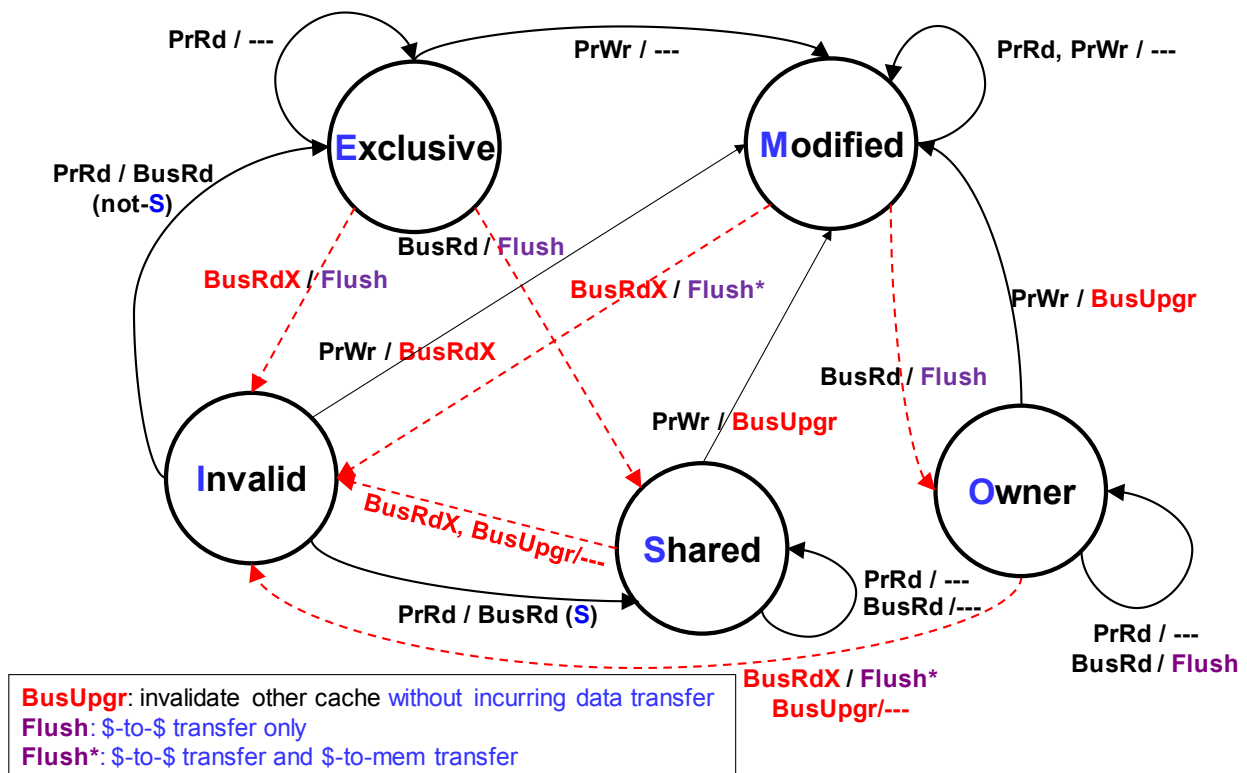 PrRd / ---
PrWr / ---
PrRd, PrWr / ---
Exclusive
Modified
PrRd / BusRd
(not-S)
BusRd / Flush
BusRdX / Flush
BusRdX / Flush*
PrWr / BusUpgr
PrWr / BusRdX
BusRd / Flush
PrWr / BusUpgr
Invalid
Owner
BusRdX, BusUpgr/---
Shared
PrRd / ---
BusRd /---
PrRd / BusRd (S)
PrRd / ---
BusRd / Flush
BusRdX / Flush*
BusUpgr/---
BusUpgr: invalidate other cache without incurring data transfer
Flush: $-to-$ transfer only
Flush*: $-to-$ transfer and $-to-mem transfer